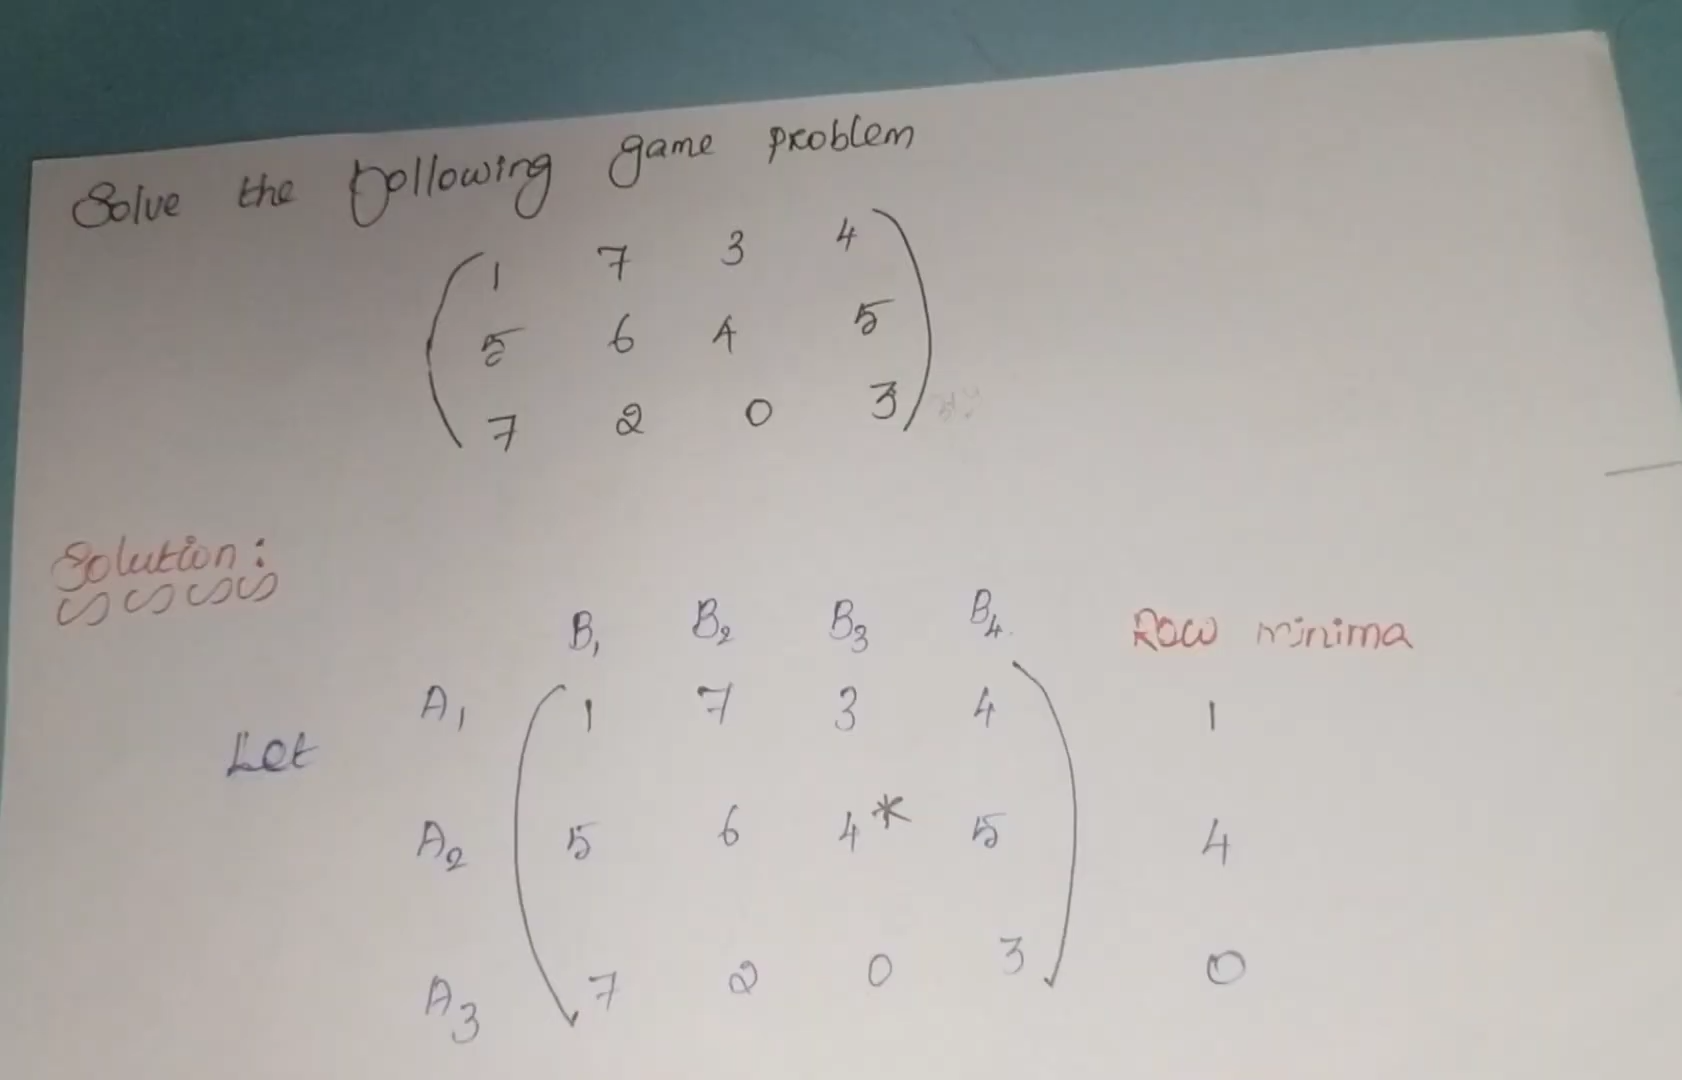 Solve the following game problem
1 7 3 4
5 6 4 5
7 2 0 3
Solution:
B₁ B₂ B₃ B₄ Row minima
A₁ 1 7 3 4 1
Let
A₂ 5 6 4* 5 4
A₃ 7 2 0 3 0